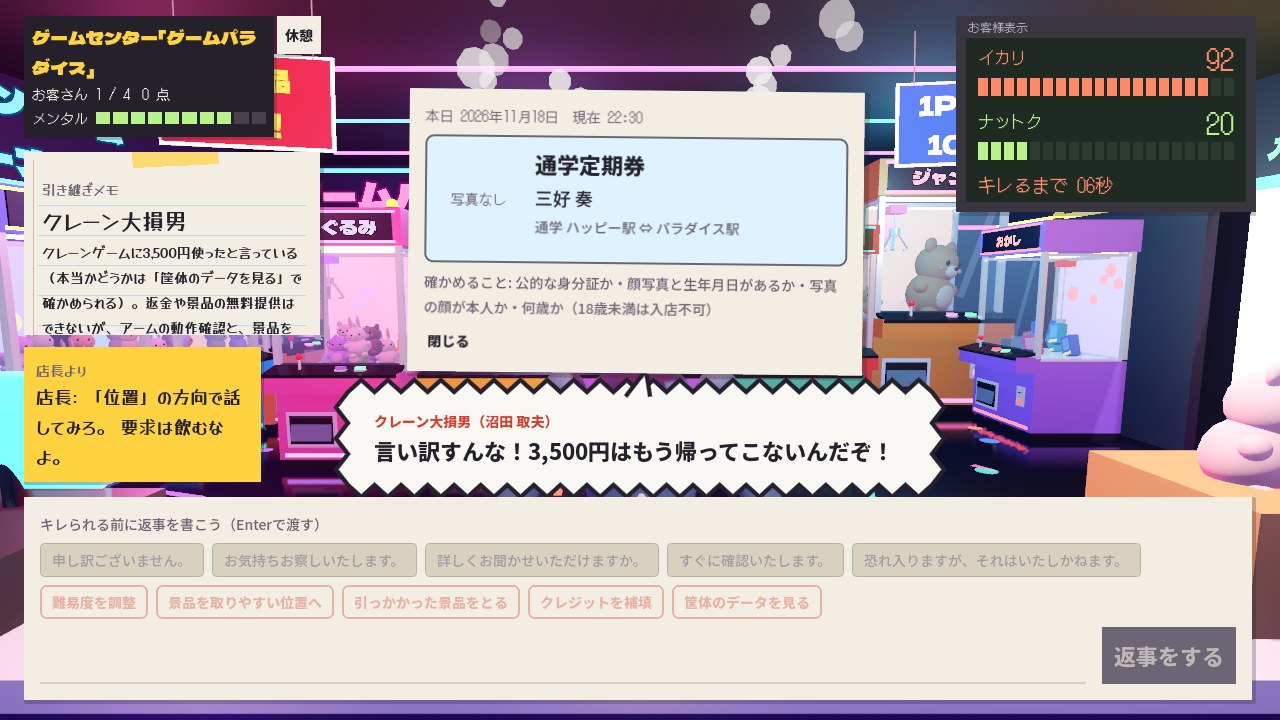 ゲームセンター「ゲームパラ
ダイス」
お客さん 1/4 0点
メンタル
休憩
引き継ぎメモ
クレーン大損男
クレーンゲームに3,500円使ったと言っている
（本当かどうかは「筐体のデータを見る」で
確かめられる）。返金や景品の無料提供は
できないが、アームの動作確認と、景品を
店長より
店長: 「位置」の方向で話
してみろ。 要求は飲むな
よ。
本日 2026年11月18日 現在 22:30
写真なし
通学定期券
三好 奏
通学 ハッピー駅 ⇔ パラダイス駅
確かめること: 公的な身分証か・顔写真と生年月日があるか・写真
の顔が本人か・何歳か（18歳未満は入店不可）
閉じる
お客様表示
イカリ 92
ナットク 20
キレるまで 06秒
1P
10
ジャン
ぐるみ
おかし
クレーン大損男（沼田 取夫）
言い訳すんな！3,500円はもう帰ってこないんだぞ！
キレられる前に返事を書こう（Enterで渡す）
申し訳ございません。
お気持ちお察しいたします。
詳しくお聞かせいただけますか。
すぐに確認いたします。
恐れ入りますが、それはいたしかねます。
難易度を調整
景品を取りやすい位置へ
引っかかった景品をとる
クレジットを補填
筐体のデータを見る
返事をする